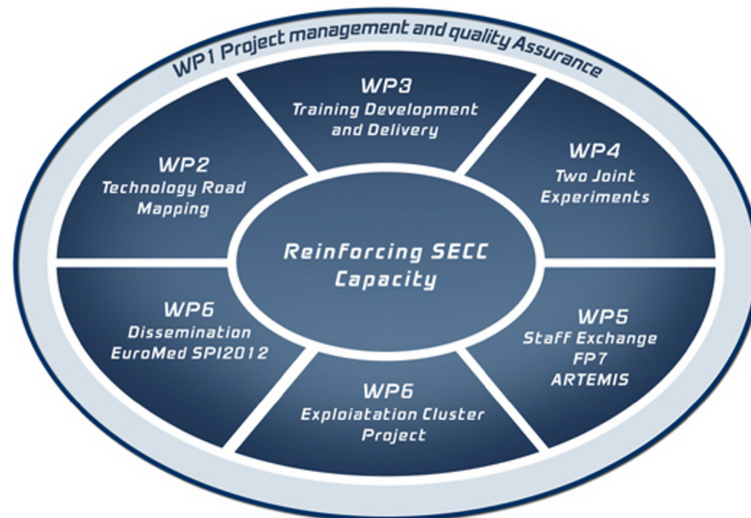 WP1 Project management and quality Assurance
WP3
Training Development
and Delivery
WP2
Technology Road
Mapping
WP4
Two Joint
Experiments
Reinforcing SECC
Capacity
WP6
Dissemination
EuroMed SPI2012
WP5
Staff Exchange
FP7
ARTEMIS
WP6
Exploiatation Cluster
Project